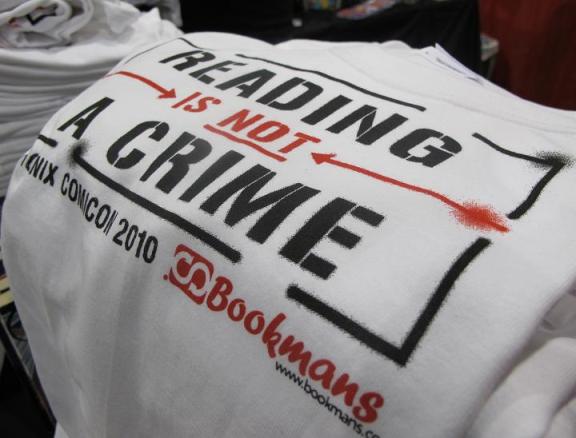 READING
IS NOT
A CRIME
COMICON 2010
Bookmans
www.bookmans.c